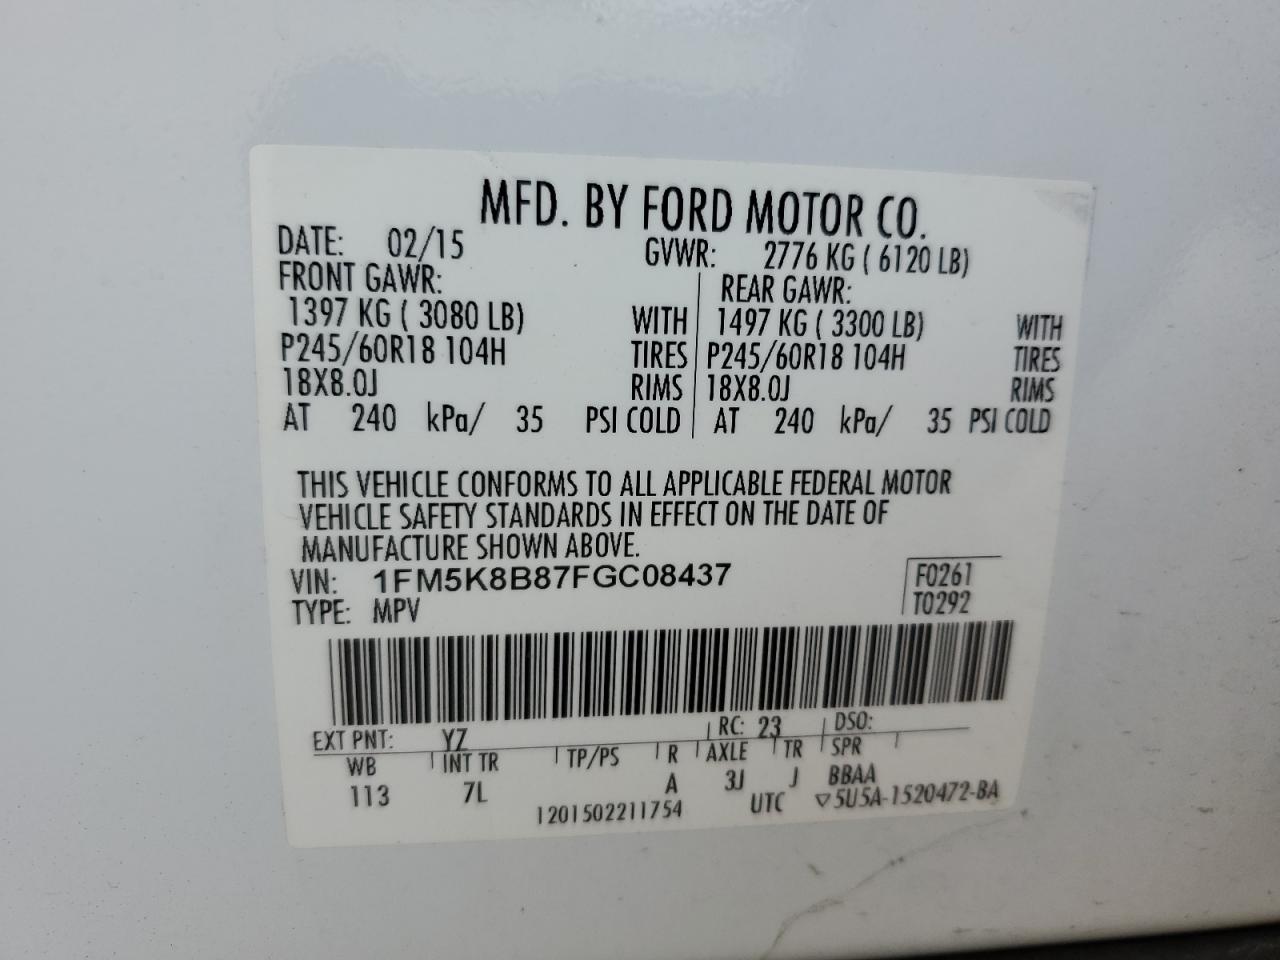 MFD. BY FORD MOTOR CO.
DATE: 02/15 GVWR: 2776 KG ( 6120 LB)
FRONT GAWR: REAR GAWR:
1397 KG ( 3080 LB) WITH 1497 KG ( 3300 LB) WITH
P245/60R18 104H TIRES P245/60R18 104H TIRES
18X8.0J RIMS 18X8.0J RIMS
AT 240 kPa/ 35 PSI COLD AT 240 kPa/ 35 PSI COLD
THIS VEHICLE CONFORMS TO ALL APPLICABLE FEDERAL MOTOR
VEHICLE SAFETY STANDARDS IN EFFECT ON THE DATE OF
MANUFACTURE SHOWN ABOVE.
VIN: 1FM5K8B87FGC08437 F0261
TYPE: MPV T0292
EXT PNT: YZ RC: 23 DSO:
WB INT TR TP/PS R AXLE TR SPR
113 7L A 3J J BBAA
1201502211754 UTC ▽5U5A-1520472-BA